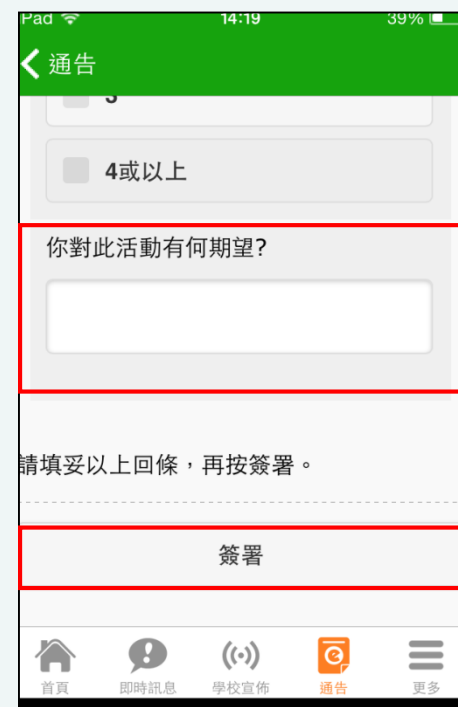 Pad 14:19 39%
通告
3
4或以上
你對此活動有何期望?
請填妥以上回條，再按簽署。
簽署
首頁 即時訊息 學校宣佈 通告 更多